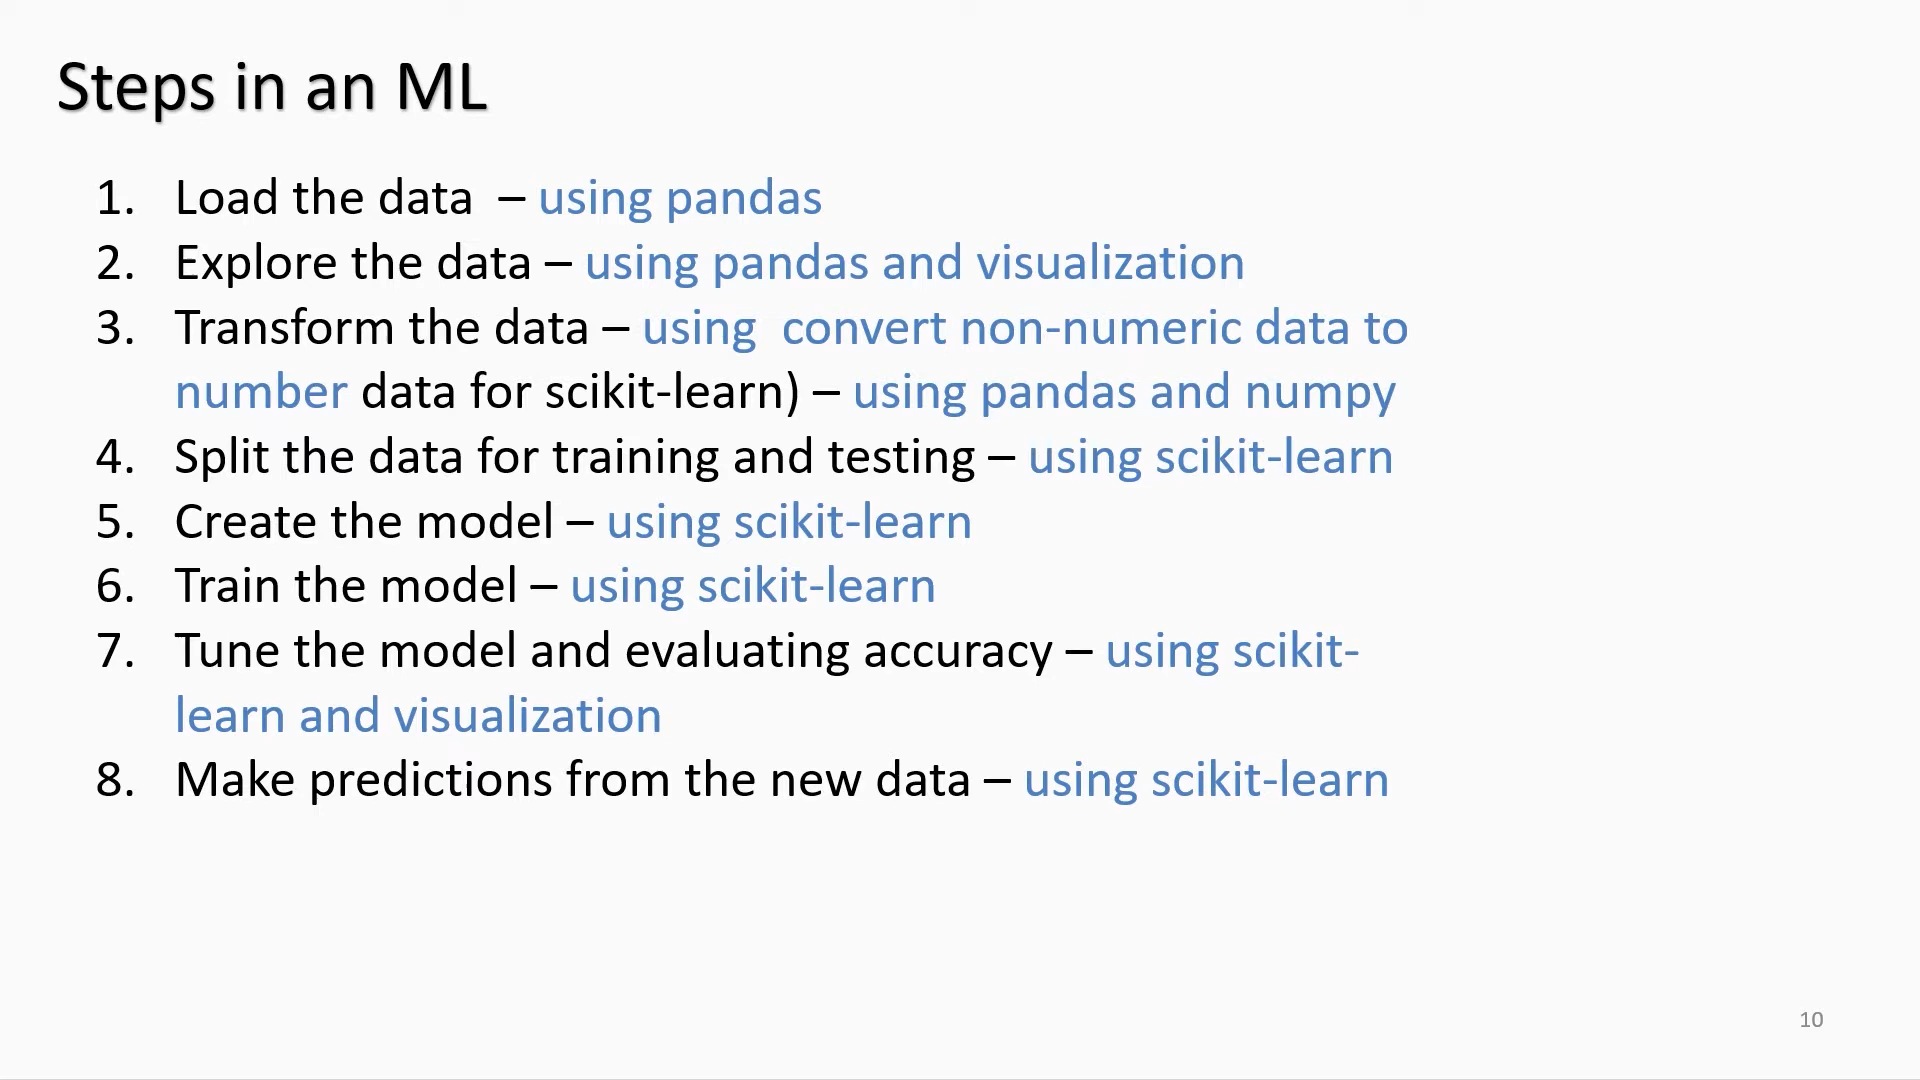 Steps in an ML
1. Load the data – using pandas
2. Explore the data – using pandas and visualization
3. Transform the data – using convert non-numeric data to
number data for scikit-learn) – using pandas and numpy
4. Split the data for training and testing – using scikit-learn
5. Create the model – using scikit-learn
6. Train the model – using scikit-learn
7. Tune the model and evaluating accuracy – using scikit-
learn and visualization
8. Make predictions from the new data – using scikit-learn
10